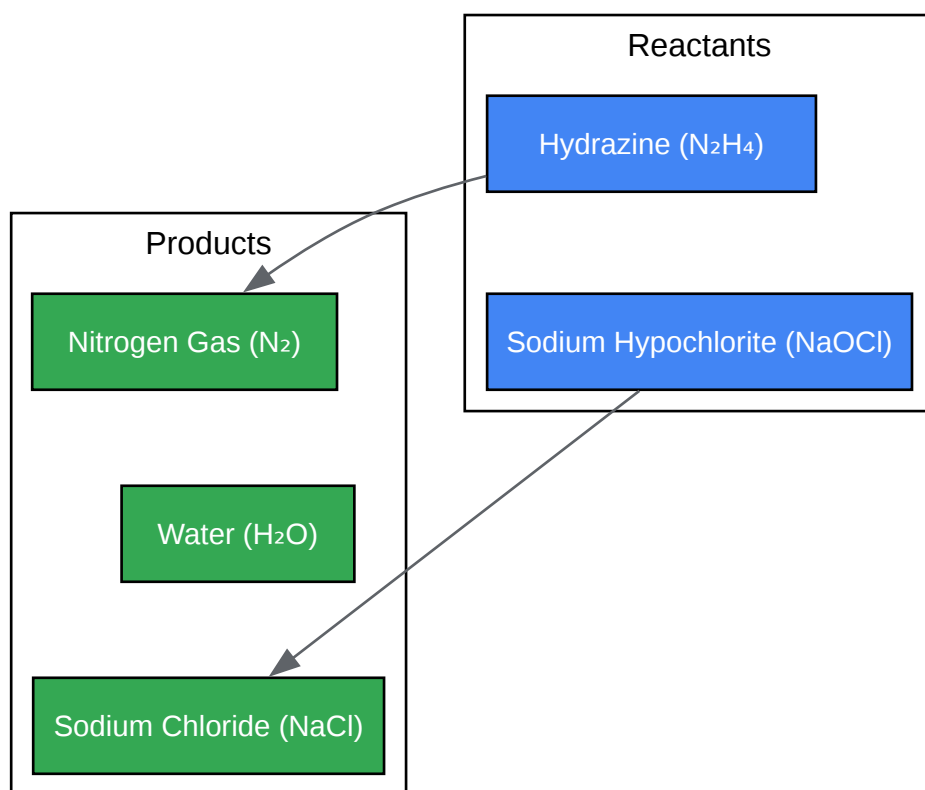 Reactants
Hydrazine (N₂H₄)
Products
Nitrogen Gas (N₂)
Sodium Hypochlorite (NaOCl)
Water (H₂O)
Sodium Chloride (NaCl)